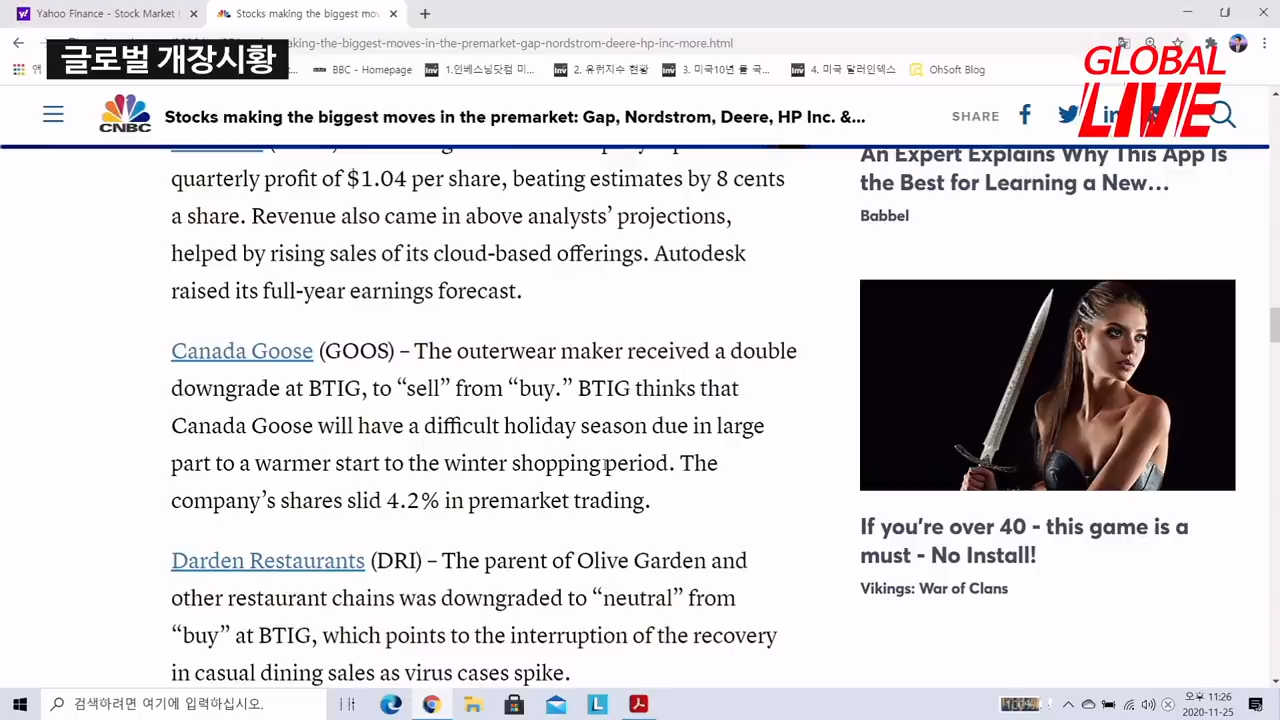 Yahoo Finance - Stock Market
Stocks making the biggest mov
aking-the-biggest-moves-in-the-premarket-gap-nordstrom-deere-hp-inc-more.html
글로벌 개장시황
BBC - Homepage
1.인베스팅닷컴 미...
2. 유럽지수 현황
3. 미국10년 물 국...
4. 미국 달러인덱스
OhSoft Blog
GLOBAL
LIVE
CNBC
Stocks making the biggest moves in the premarket: Gap, Nordstrom, Deere, HP Inc. &...
SHARE
quarterly profit of $1.04 per share, beating estimates by 8 cents
a share. Revenue also came in above analysts’ projections,
helped by rising sales of its cloud-based offerings. Autodesk
raised its full-year earnings forecast.
Canada Goose (GOOS) – The outerwear maker received a double
downgrade at BTIG, to “sell” from “buy.” BTIG thinks that
Canada Goose will have a difficult holiday season due in large
part to a warmer start to the winter shopping period. The
company’s shares slid 4.2% in premarket trading.
Darden Restaurants (DRI) – The parent of Olive Garden and
other restaurant chains was downgraded to “neutral” from
“buy” at BTIG, which points to the interruption of the recovery
in casual dining sales as virus cases spike.
An Expert Explains Why This App Is
the Best for Learning a New...
Babbel
If you’re over 40 - this game is a
must - No Install!
Vikings: War of Clans
검색하려면 여기에 입력하십시오.
100%
오후 11:26
2020-11-25